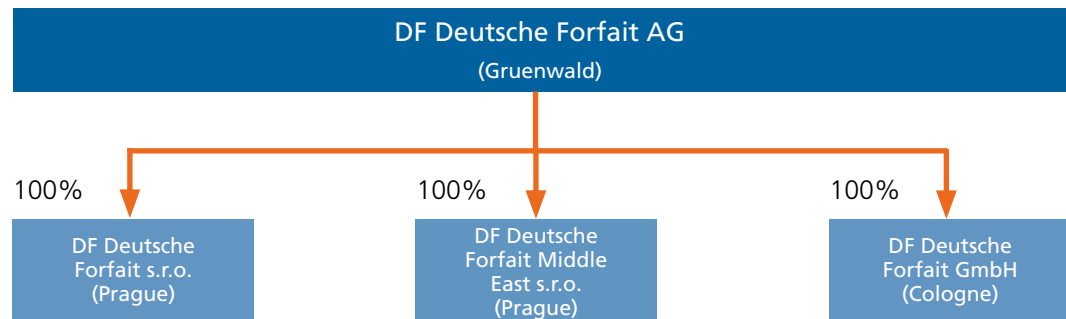 DF Deutsche Forfait AG
(Gruenwald)
100%
100%
100%
DF Deutsche
Forfait s.r.o.
(Prague)
DF Deutsche
Forfait Middle
East s.r.o.
(Prague)
DF Deutsche
Forfait GmbH
(Cologne)